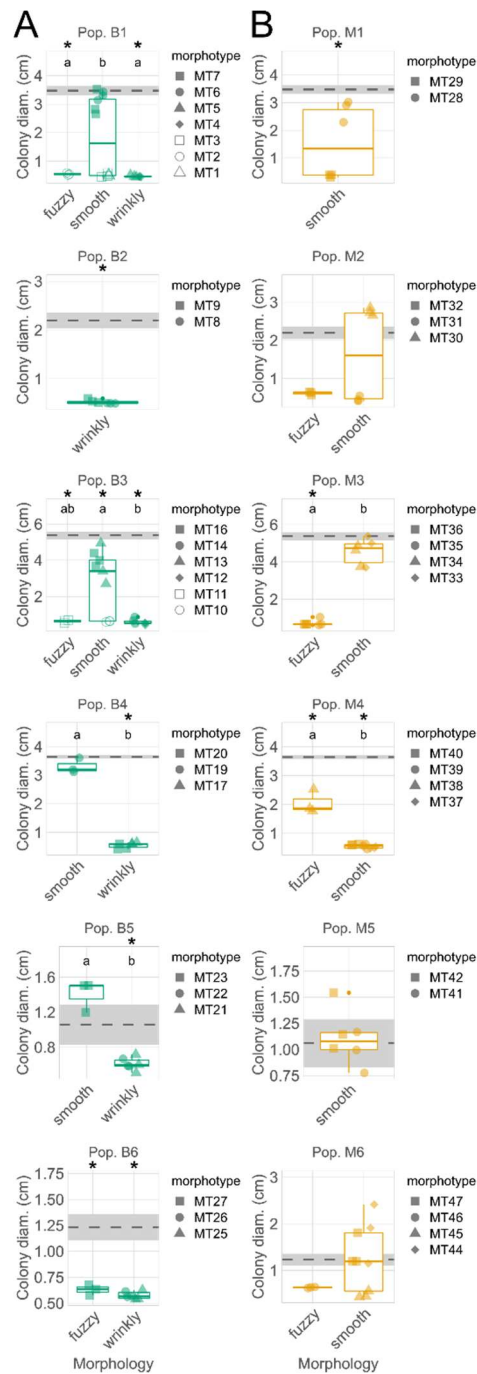 A
Pop. B1
* *
a b a
Colony diam. (cm)
4
3
2
1
fuzzy
smooth
wrinkly
morphotype
MT7
MT6
MT5
MT4
MT3
MT2
MT1
B
Pop. M1
*
Colony diam. (cm)
4
3
2
1
smooth
morphotype
MT29
MT28
Pop. B2
*
Colony diam. (cm)
3
2
1
wrinkly
morphotype
MT9
MT8
Pop. M2
Colony diam. (cm)
3
2
1
fuzzy
smooth
morphotype
MT32
MT31
MT30
Pop. B3
* * *
ab a b
Colony diam. (cm)
6
4
2
fuzzy
smooth
wrinkly
morphotype
MT16
MT14
MT13
MT12
MT11
MT10
Pop. M3
*
a b
Colony diam. (cm)
6
4
2
fuzzy
smooth
morphotype
MT36
MT35
MT34
MT33
Pop. B4
*
a b
Colony diam. (cm)
4
3
2
1
smooth
wrinkly
morphotype
MT20
MT19
MT17
Pop. M4
* *
a b
Colony diam. (cm)
4
3
2
1
fuzzy
smooth
morphotype
MT40
MT39
MT38
MT37
Pop. B5
*
a b
Colony diam. (cm)
1.6
1.2
0.8
smooth
wrinkly
morphotype
MT23
MT22
MT21
Pop. M5
Colony diam. (cm)
1.75
1.50
1.25
1.00
0.75
smooth
morphotype
MT42
MT41
Pop. B6
* *
Colony diam. (cm)
1.75
1.50
1.25
1.00
0.75
0.50
fuzzy
wrinkly
Morphology
morphotype
MT27
MT26
MT25
Pop. M6
Colony diam. (cm)
3
2
1
fuzzy
smooth
Morphology
morphotype
MT47
MT46
MT45
MT44